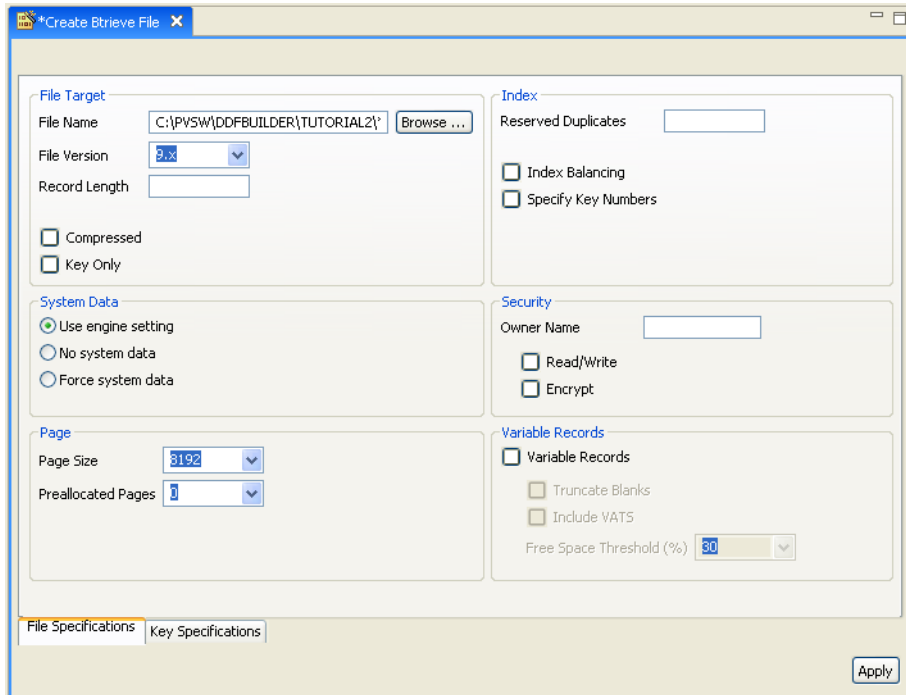 *Create Btrieve File
File Target
File Name C:\PVSW\DDFBUILDER\TUTORIAL2\ Browse ...
File Version 9.x
Record Length
Compressed
Key Only
Index
Reserved Duplicates
Index Balancing
Specify Key Numbers
System Data
Use engine setting
No system data
Force system data
Security
Owner Name
Read/Write
Encrypt
Page
Page Size 8192
Preallocated Pages 0
Variable Records
Variable Records
Truncate Blanks
Include VATS
Free Space Threshold (%) 30
File Specifications Key Specifications
Apply